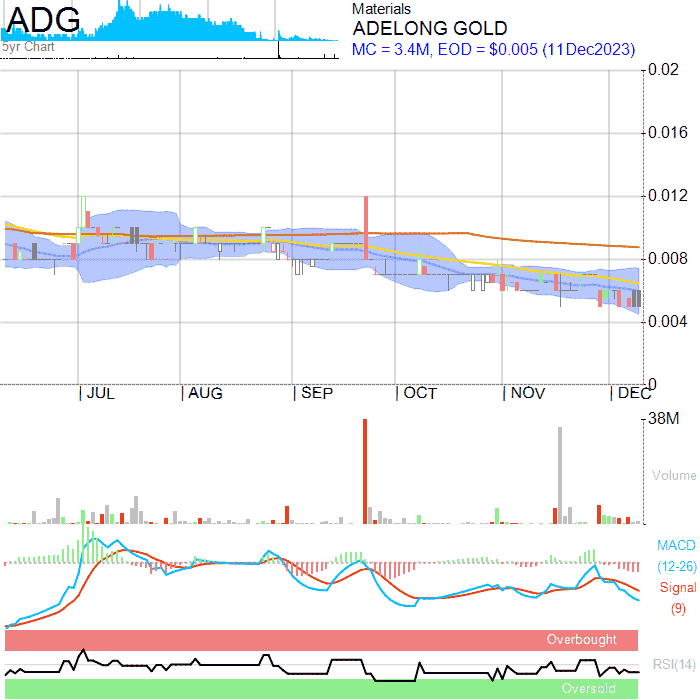 ADG
5yr Chart
Materials
ADELONG GOLD
MC = 3.4M, EOD = $0.005 (11Dec2023)
0.02
0.016
0.012
0.008
0.004
0
JUL
AUG
SEP
OCT
NOV
DEC
38M
Volume
MACD
(12-26)
Signal
(9)
Overbought
RSI(14)
Oversold